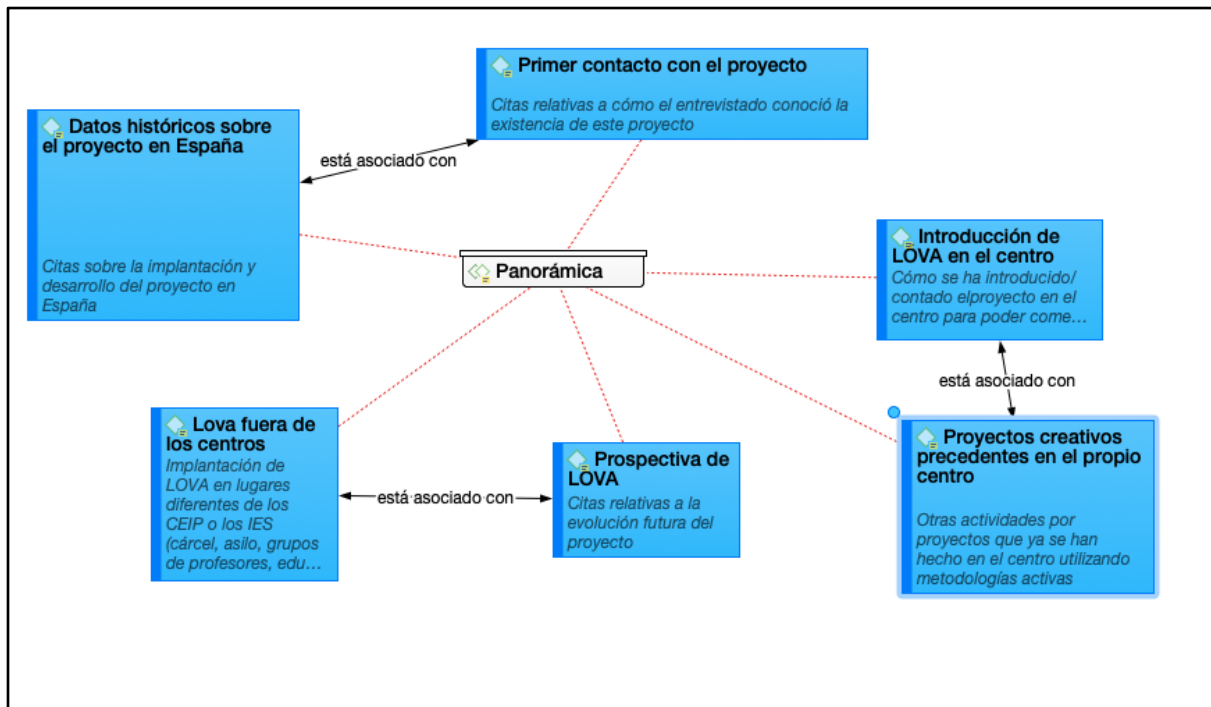 Primer contacto con el proyecto
Citas relativas a cómo el entrevistado conoció la
existencia de este proyecto
Datos históricos sobre
el proyecto en España
Citas sobre la implantación y
desarrollo del proyecto en
España
está asociado con
Panorámica
Introducción de
LOVA en el centro
Cómo se ha introducido/
contado elproyecto en el
centro para poder come…
está asociado con
Lova fuera de
los centros
Implantación de
LOVA en lugares
diferentes de los
CEIP o los IES
(cárcel, asilo, grupos
de profesores, edu…
está asociado con
Prospectiva de
LOVA
Citas relativas a la
evolución futura del
proyecto
Proyectos creativos
precedentes en el propio
centro
Otras actividades por
proyectos que ya se han
hecho en el centro utilizando
metodologías activas